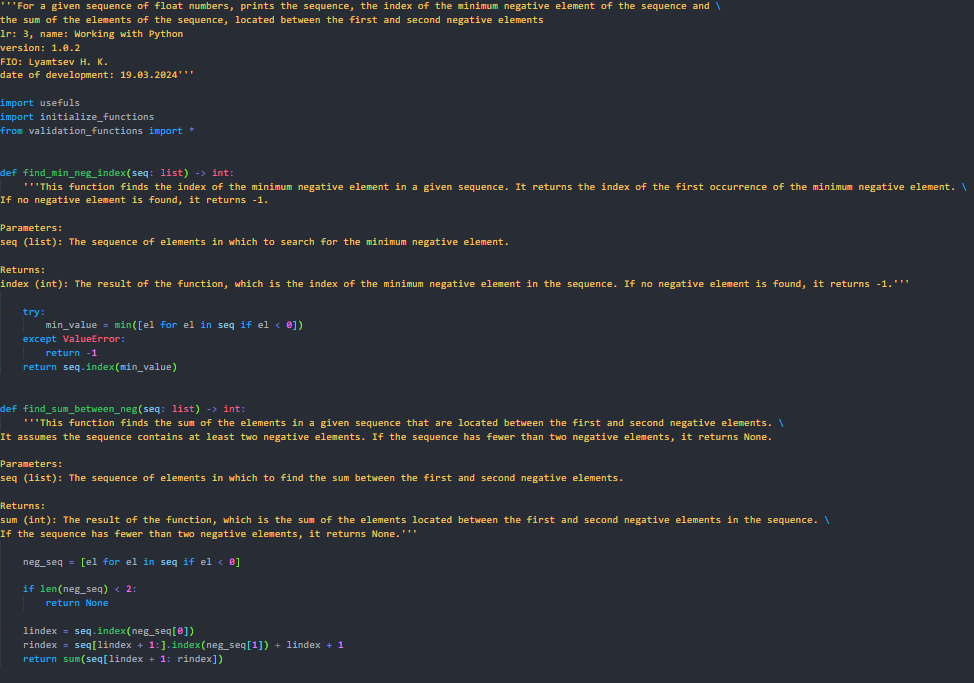 '''For a given sequence of float numbers, prints the sequence, the index of the minimum negative element of the sequence and \
the sum of the elements of the sequence, located between the first and second negative elements
lr: 3, name: Working with Python
version: 1.0.2
FIO: Lyamtsev H. K.
date of development: 19.03.2024'''

import usefuls
import initialize_functions
from validation_functions import *


def find_min_neg_index(seq: list) -> int:
    '''This function finds the index of the minimum negative element in a given sequence. It returns the index of the first occurrence of the minimum negative element. \
If no negative element is found, it returns -1.

Parameters:
seq (list): The sequence of elements in which to search for the minimum negative element.

Returns:
index (int): The result of the function, which is the index of the minimum negative element in the sequence. If no negative element is found, it returns -1.'''

    try:
        min_value = min([el for el in seq if el < 0])
    except ValueError:
        return -1
    return seq.index(min_value)


def find_sum_between_neg(seq: list) -> int:
    '''This function finds the sum of the elements in a given sequence that are located between the first and second negative elements. \
It assumes the sequence contains at least two negative elements. If the sequence has fewer than two negative elements, it returns None.

Parameters:
seq (list): The sequence of elements in which to find the sum between the first and second negative elements.

Returns:
sum (int): The result of the function, which is the sum of the elements located between the first and second negative elements in the sequence. \
If the sequence has fewer than two negative elements, it returns None.'''

    neg_seq = [el for el in seq if el < 0]

    if len(neg_seq) < 2:
        return None

    lindex = seq.index(neg_seq[0])
    rindex = seq[lindex + 1:].index(neg_seq[1]) + lindex + 1
    return sum(seq[lindex + 1: rindex])